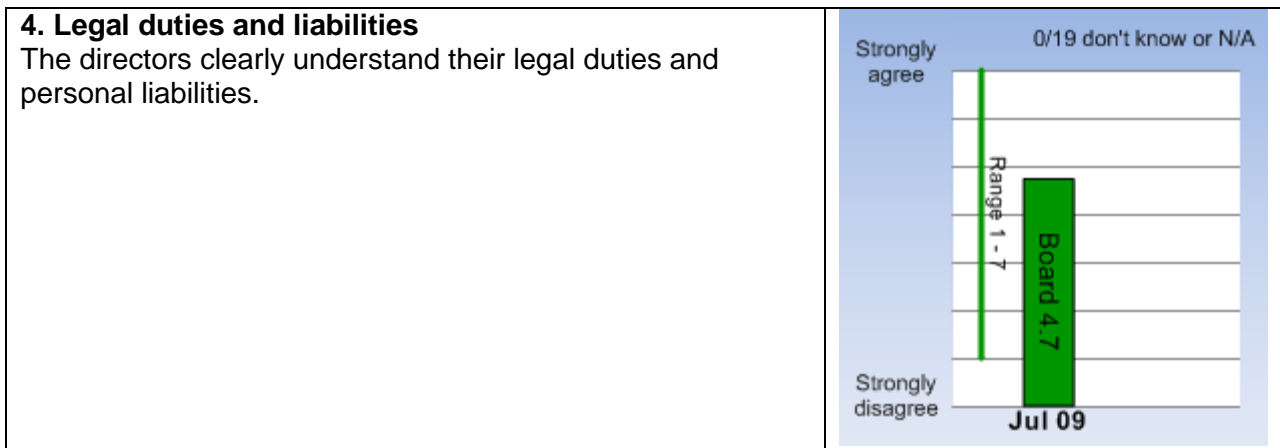 4. Legal duties and liabilities
The directors clearly understand their legal duties and
personal liabilities.
0/19 don't know or N/A
Strongly
agree
Range 1 - 7
Board 4.7
Strongly
disagree
Jul 09